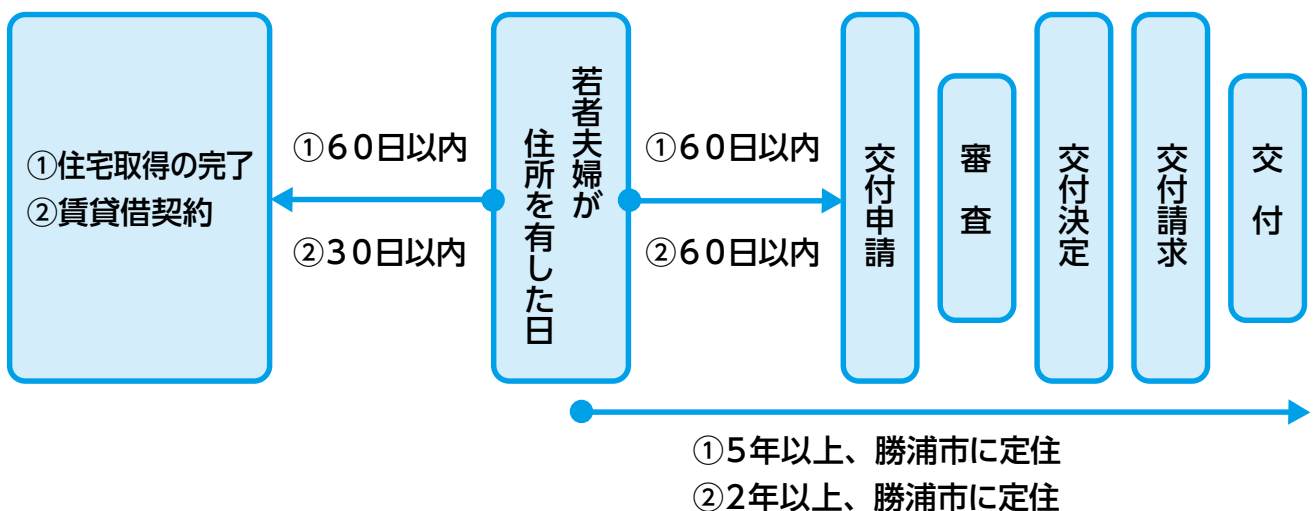 ①住宅取得の完了
②賃貸借契約
①60日以内
②30日以内
若者夫婦が
住所を有した日
①60日以内
②60日以内
交付申請
審査
交付決定
交付請求
交付
①5年以上、勝浦市に定住
②2年以上、勝浦市に定住